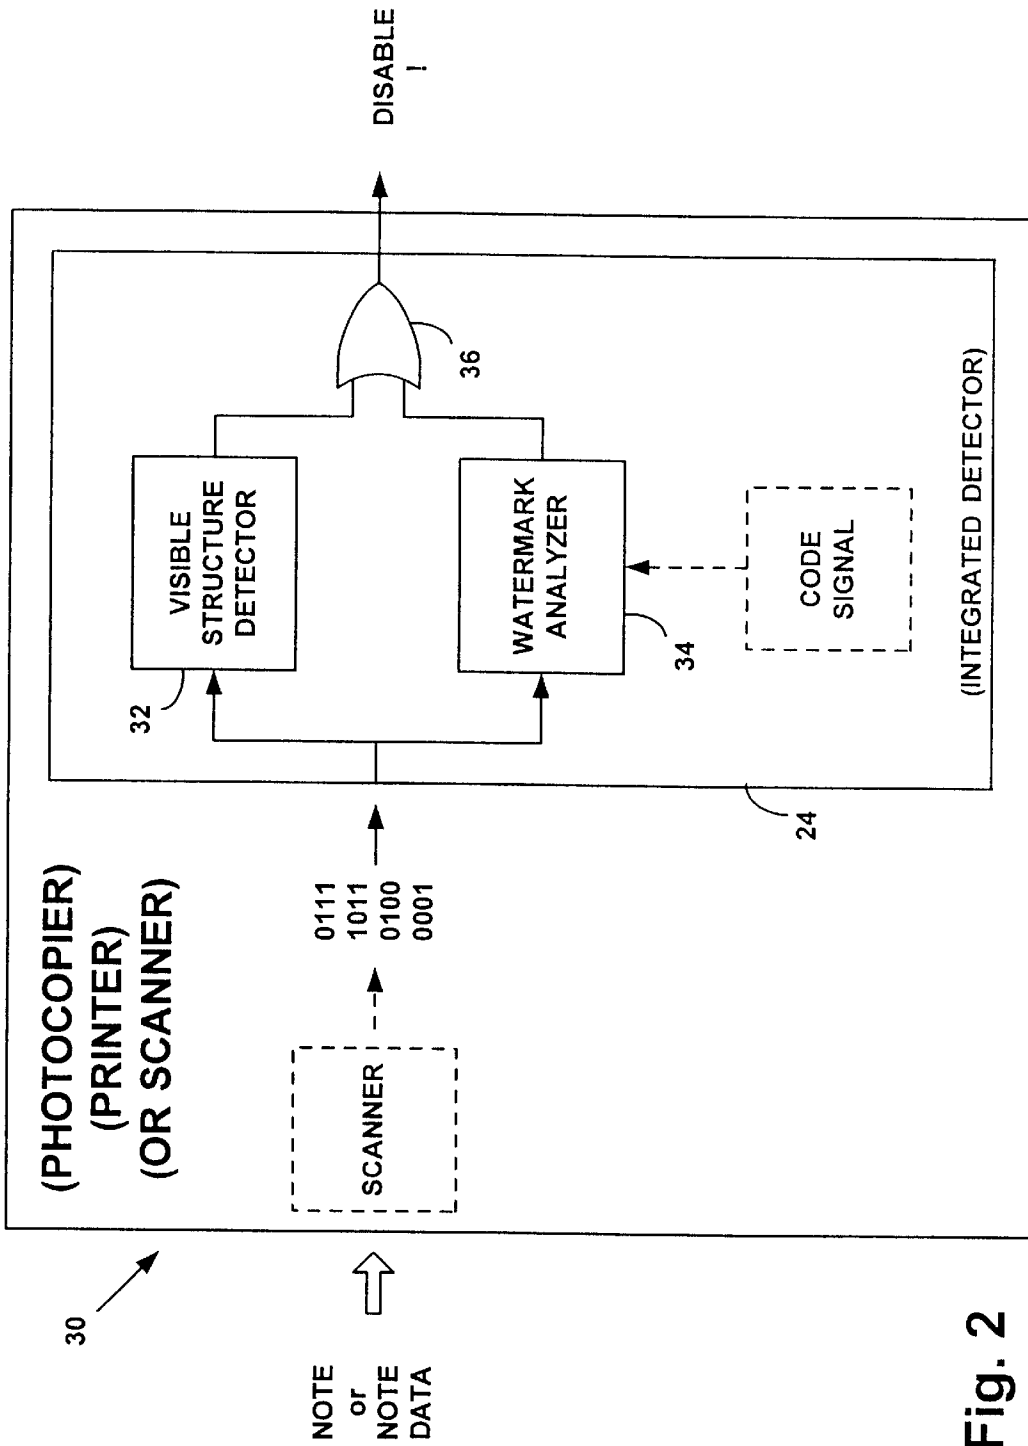 (PHOTOCOPIER)
(PRINTER)
(OR SCANNER)
30
NOTE
or
NOTE
DATA
SCANNER
0111
1011
0100
0001
32
VISIBLE
STRUCTURE
DETECTOR
WATERMARK
ANALYZER
34
36
DISABLE
!
CODE
SIGNAL
24
(INTEGRATED DETECTOR)
Fig. 2